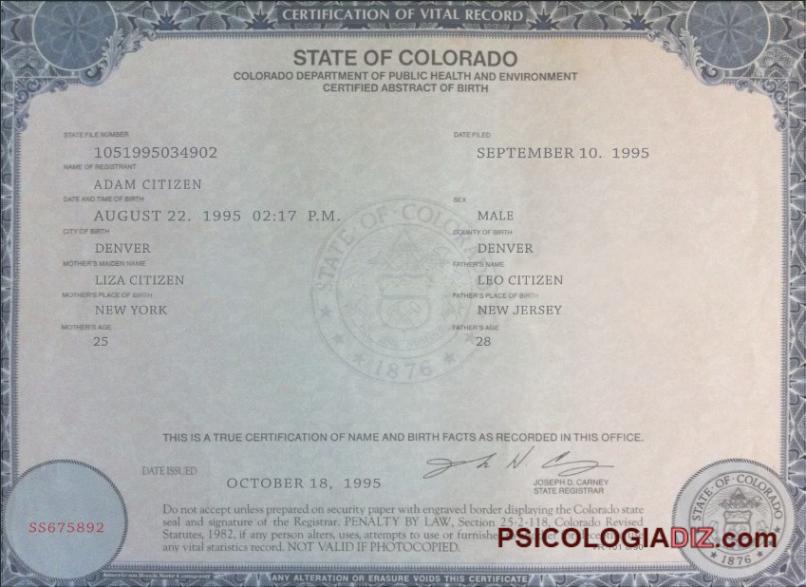 CERTIFICATION OF VITAL RECORD
STATE OF COLORADO
COLORADO DEPARTMENT OF PUBLIC HEALTH AND ENVIRONMENT
CERTIFIED ABSTRACT OF BIRTH
STATE FILE NUMBER DATE FILED
1051995034902 SEPTEMBER 10. 1995
NAME OF REGISTRANT
ADAM CITIZEN
DATE AND TIME OF BIRTH SEX
AUGUST 22. 1995 02:17 P.M. MALE
CITY OF BIRTH COUNTY OF BIRTH
DENVER DENVER
MOTHER'S MAIDEN NAME FATHER'S NAME
LIZA CITIZEN LEO CITIZEN
MOTHER'S PLACE OF BIRTH FATHER'S PLACE OF BIRTH
NEW YORK NEW JERSEY
MOTHER'S AGE FATHER'S AGE
25 28
STATE OF COLORADO
1876
THIS IS A TRUE CERTIFICATION OF NAME AND BIRTH FACTS AS RECORDED IN THIS OFFICE.
DATE ISSUED
OCTOBER 18, 1995
JOSEPH D. CARNEY
STATE REGISTRAR
SS675892
Do not accept unless prepared on security paper with engraved border displaying the Colorado state
seal and signature of the Registrar. PENALTY BY LAW, Section 25-2-118, Colorado Revised
Statutes, 1982, if any person alters, uses, attempts to use or furnishes
any vital statistics record. NOT VALID IF PHOTOCOPIED.
PSICOLOGIADIZ.com
STATE OF COLORADO
1876
ANY ALTERATION OR ERASURE VOIDS THIS CERTIFICATE